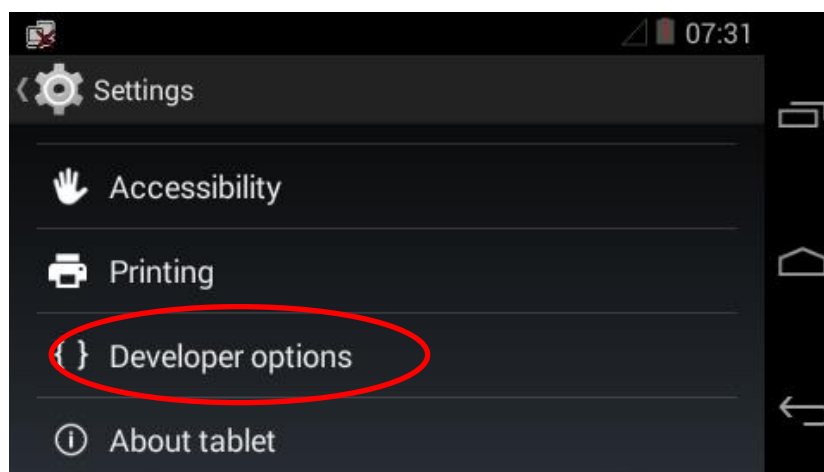 07:31
Settings
Accessibility
Printing
{ } Developer options
About tablet